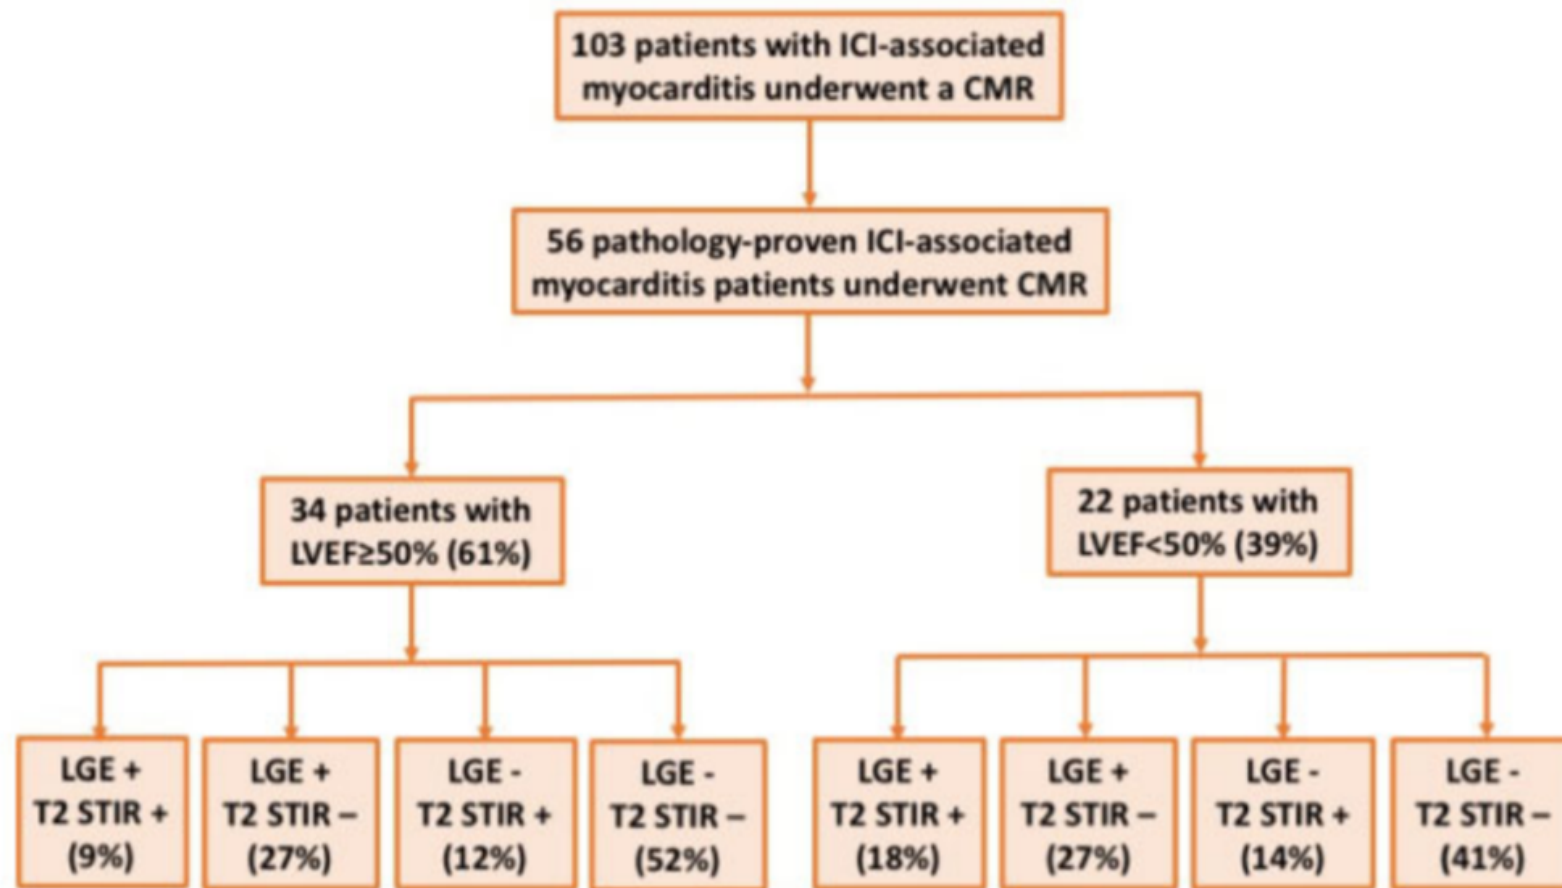 103 patients with ICI-associated
myocarditis underwent a CMR
56 pathology-proven ICI-associated
myocarditis patients underwent CMR
34 patients with
LVEF≥50% (61%)
22 patients with
LVEF<50% (39%)
LGE +
T2 STIR +
(9%)
LGE +
T2 STIR –
(27%)
LGE -
T2 STIR +
(12%)
LGE -
T2 STIR –
(52%)
LGE +
T2 STIR +
(18%)
LGE +
T2 STIR –
(27%)
LGE -
T2 STIR +
(14%)
LGE -
T2 STIR –
(41%)